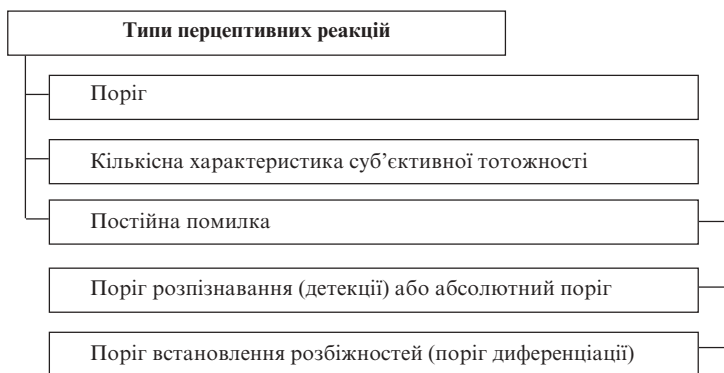 Типи перцептивних реакцій
Поріг
Кількісна характеристика суб’єктивної тотожності
Постійна помилка
Поріг розпізнавання (детекції) або абсолютний поріг
Поріг встановлення розбіжностей (поріг диференціації)